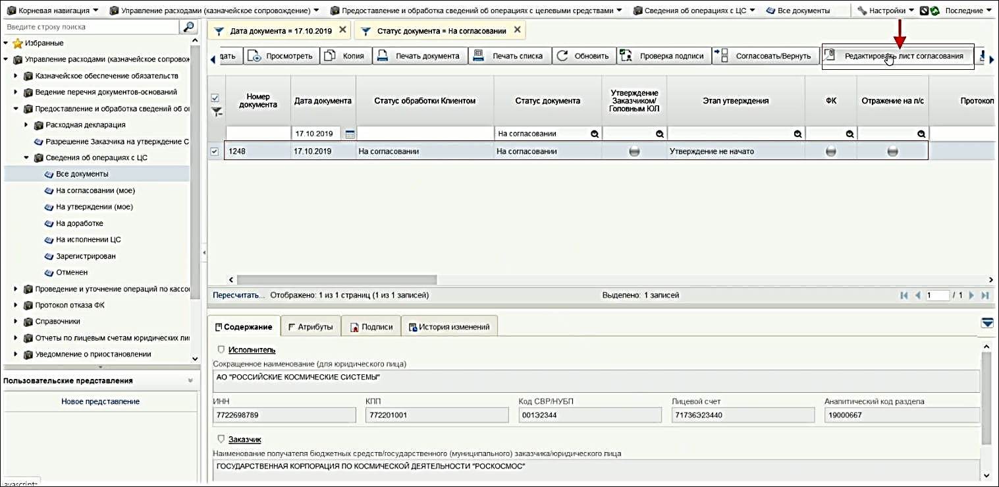 Корневая навигация Управление расходами (казначейское сопровождение) Предоставление и обработка сведений об операциях с целевыми средствами Сведения об операциях с ЦС Все документы Настройки Последние
Введите строку поиска
Избранные
Управление расходами (казначейское сопровож
Казначейское обеспечение обязательств
Ведение перечня документов-оснований
Предоставление и обработка сведений об оп
Расходная декларация
Разрешение Заказчика на утверждение С
Сведения об операциях с ЦС
Все документы
На согласовании (мое)
На утверждении (мое)
На доработке
На исполнении ЦС
Зарегистрирован
Отменен
Проведение и уточнение операций по кассо
Протокол отказа ФК
Справочники
Отчеты по лицевым счетам юридических ли
Уведомление о приостановлении
Пользовательские представления
Новое представление
Дата документа = 17.10.2019 Статус документа = На согласовании
дать Просмотреть Копия Печать документа Печать списка Обновить Проверка подписи Согласовать/Вернуть Редактировать лист согласования
Номер документа Дата документа Статус обработки Клиентом Статус документа Утверждение Заказчиком/ Головным ЮЛ Этап утверждения ФК Отражение на л/с Протокол
17.10.2019 На согласовании
1248 17.10.2019 На согласовании На согласовании Утверждение не начато
Пересчитать... Отображено: 1 из 1 страниц (1 из 1 записей) Выделено: 1 записей 1 / 1
Содержание Атрибуты Подписи История изменений
Исполнитель
Сокращенное наименование (для юридического лица)
АО "РОССИЙСКИЕ КОСМИЧЕСКИЕ СИСТЕМЫ"
ИНН КПП Код СВР/НУБП Лицевой счет Аналитический код раздела
7722698789 772201001 001Э2344 71736Э23440 19000667
Заказчик
Наименование получателя бюджетных средств/государственного (муниципального) заказчика/юридического лица
ГОСУДАРСТВЕННАЯ КОРПОРАЦИЯ ПО КОСМИЧЕСКОЙ ДЕЯТЕЛЬНОСТИ "РОСКОСМОС"